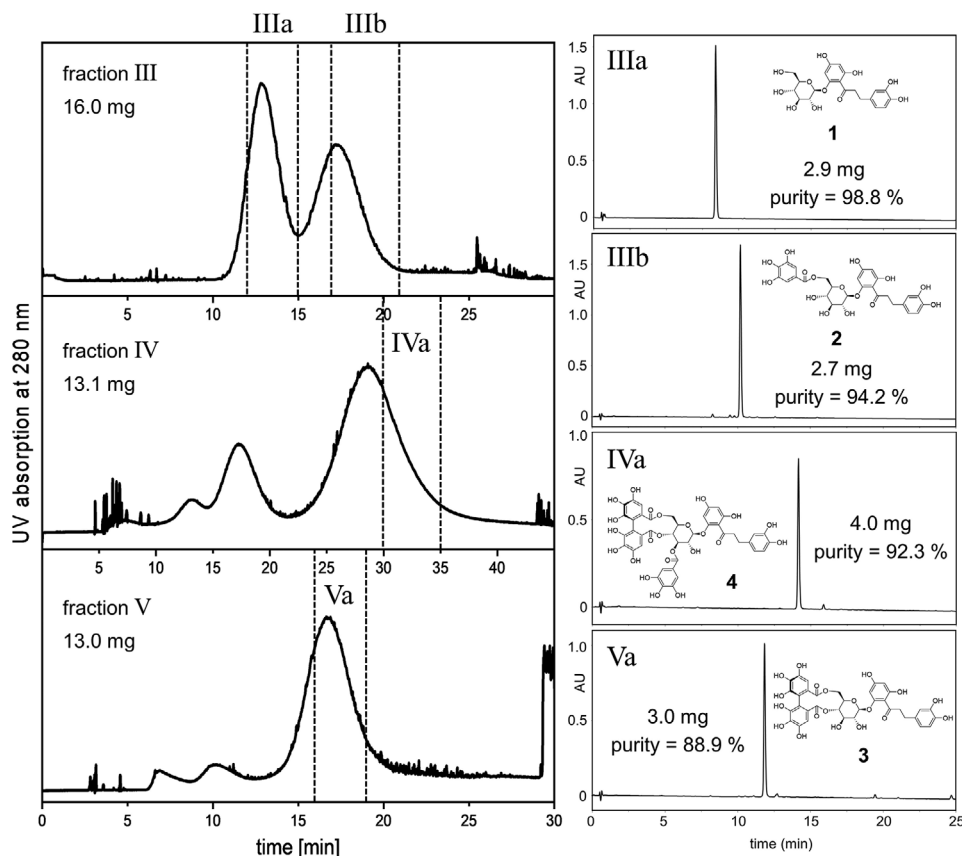 IIIa
IIIb
fraction III
16.0 mg
5 10 15 20 25 30
fraction IV
13.1 mg
IVa
5 10 15 20 25 30 35 40
fraction V
13.0 mg
Va
0 5 10 15 20 25 30
time [min]
UV absorption at 280 nm
IIIa
1.5
1.0
0.5
0
AU
1
2.9 mg
purity = 98.8 %
IIIb
1.5
1.0
0.5
0
AU
2
2.7 mg
purity = 94.2 %
IVa
1.0
0.5
0
AU
4
4.0 mg
purity = 92.3 %
Va
1.0
0.5
0
AU
3.0 mg
purity = 88.9 %
3
0 5 10 15 20 25
time (min)